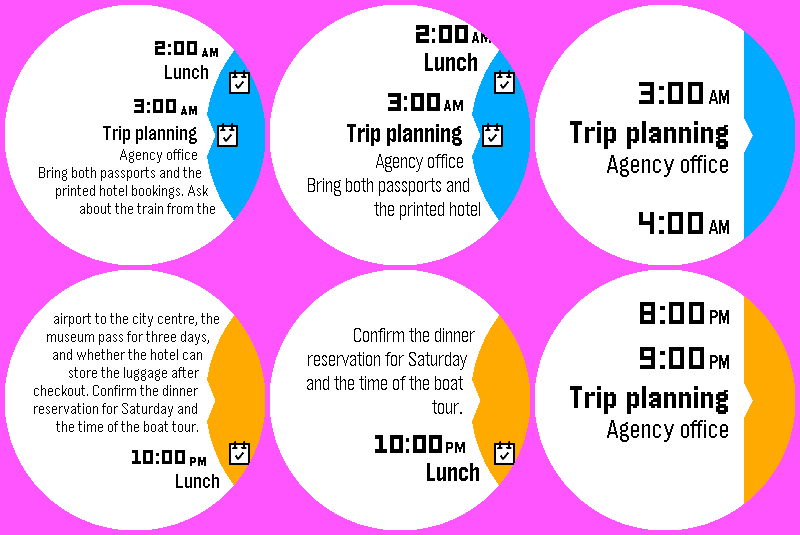 2:00 AM
Lunch
3:00 AM
Trip planning
Agency office
Bring both passports and the
printed hotel bookings. Ask
about the train from the
2:00 AM
Lunch
3:00 AM
Trip planning
Agency office
Bring both passports and
the printed hotel
3:00 AM
Trip planning
Agency office
4:00 AM
airport to the city centre, the
museum pass for three days,
and whether the hotel can
store the luggage after
checkout. Confirm the dinner
reservation for Saturday and
the time of the boat tour.
10:00 PM
Lunch
Confirm the dinner
reservation for Saturday
and the time of the boat
tour.
10:00 PM
Lunch
8:00 PM
9:00 PM
Trip planning
Agency office